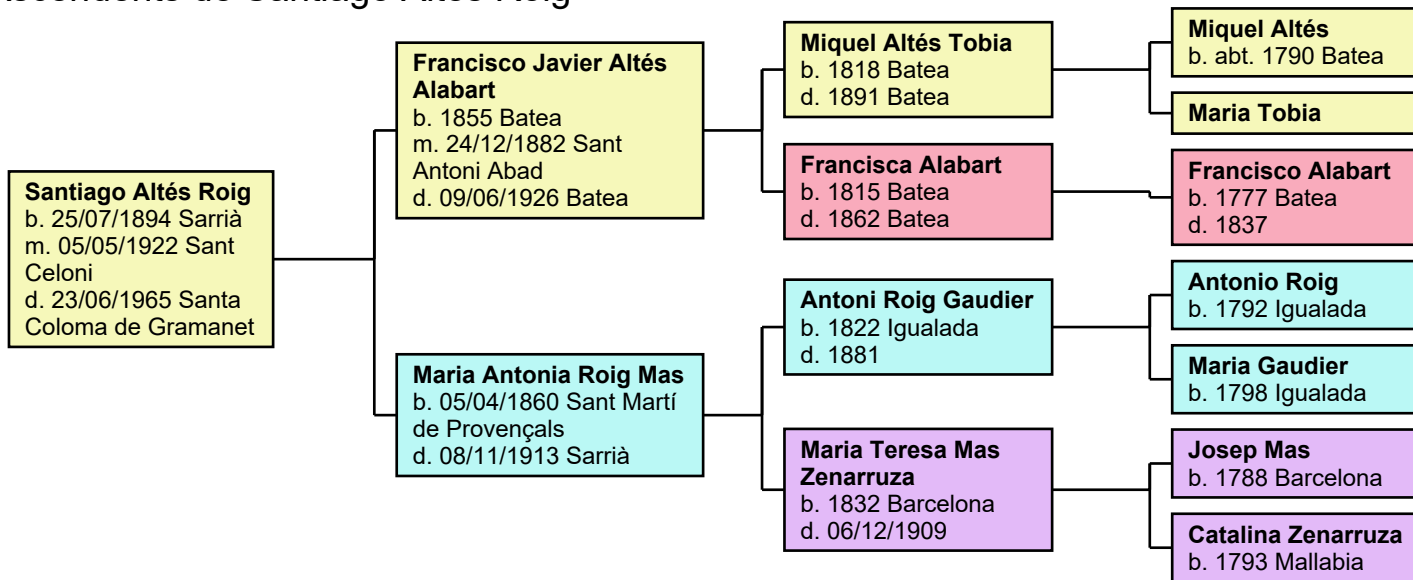 Ascendents de Santiago Altés Roig
Santiago Altés Roig
b. 25/07/1894 Sarrià
m. 05/05/1922 Sant
Celoni
d. 23/06/1965 Santa
Coloma de Gramanet
Francisco Javier Altés
Alabart
b. 1855 Batea
m. 24/12/1882 Sant
Antoni Abad
d. 09/06/1926 Batea
Maria Antonia Roig Mas
b. 05/04/1860 Sant Martí
de Provençals
d. 08/11/1913 Sarrià
Miquel Altés Tobia
b. 1818 Batea
d. 1891 Batea
Francisca Alabart
b. 1815 Batea
d. 1862 Batea
Antoni Roig Gaudier
b. 1822 Igualada
d. 1881
Maria Teresa Mas
Zenarruza
b. 1832 Barcelona
d. 06/12/1909
Miquel Altés
b. abt. 1790 Batea
Maria Tobia
Francisco Alabart
b. 1777 Batea
d. 1837
Antonio Roig
b. 1792 Igualada
Maria Gaudier
b. 1798 Igualada
Josep Mas
b. 1788 Barcelona
Catalina Zenarruza
b. 1793 Mallabia